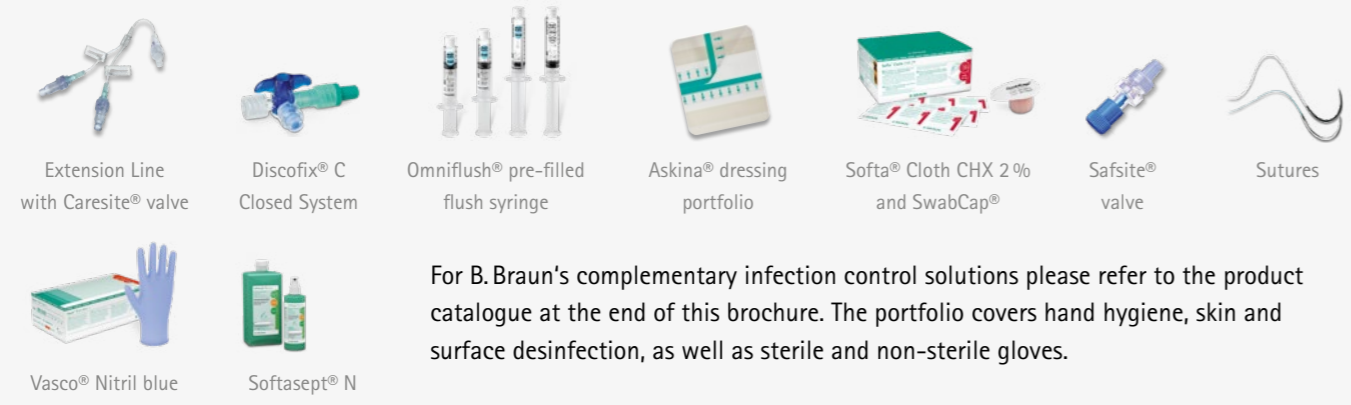 Extension Line
with Caresite® valve
Discofix® C
Closed System
Omniflush® pre-filled
flush syringe
Askina® dressing
portfolio
Softa® Cloth CHX 2 %
and SwabCap®
Safsite®
valve
Sutures
Vasco® Nitril blue
Softasept® N
For B. Braun‘s complementary infection control solutions please refer to the product
catalogue at the end of this brochure. The portfolio covers hand hygiene, skin and
surface desinfection, as well as sterile and non-sterile gloves.